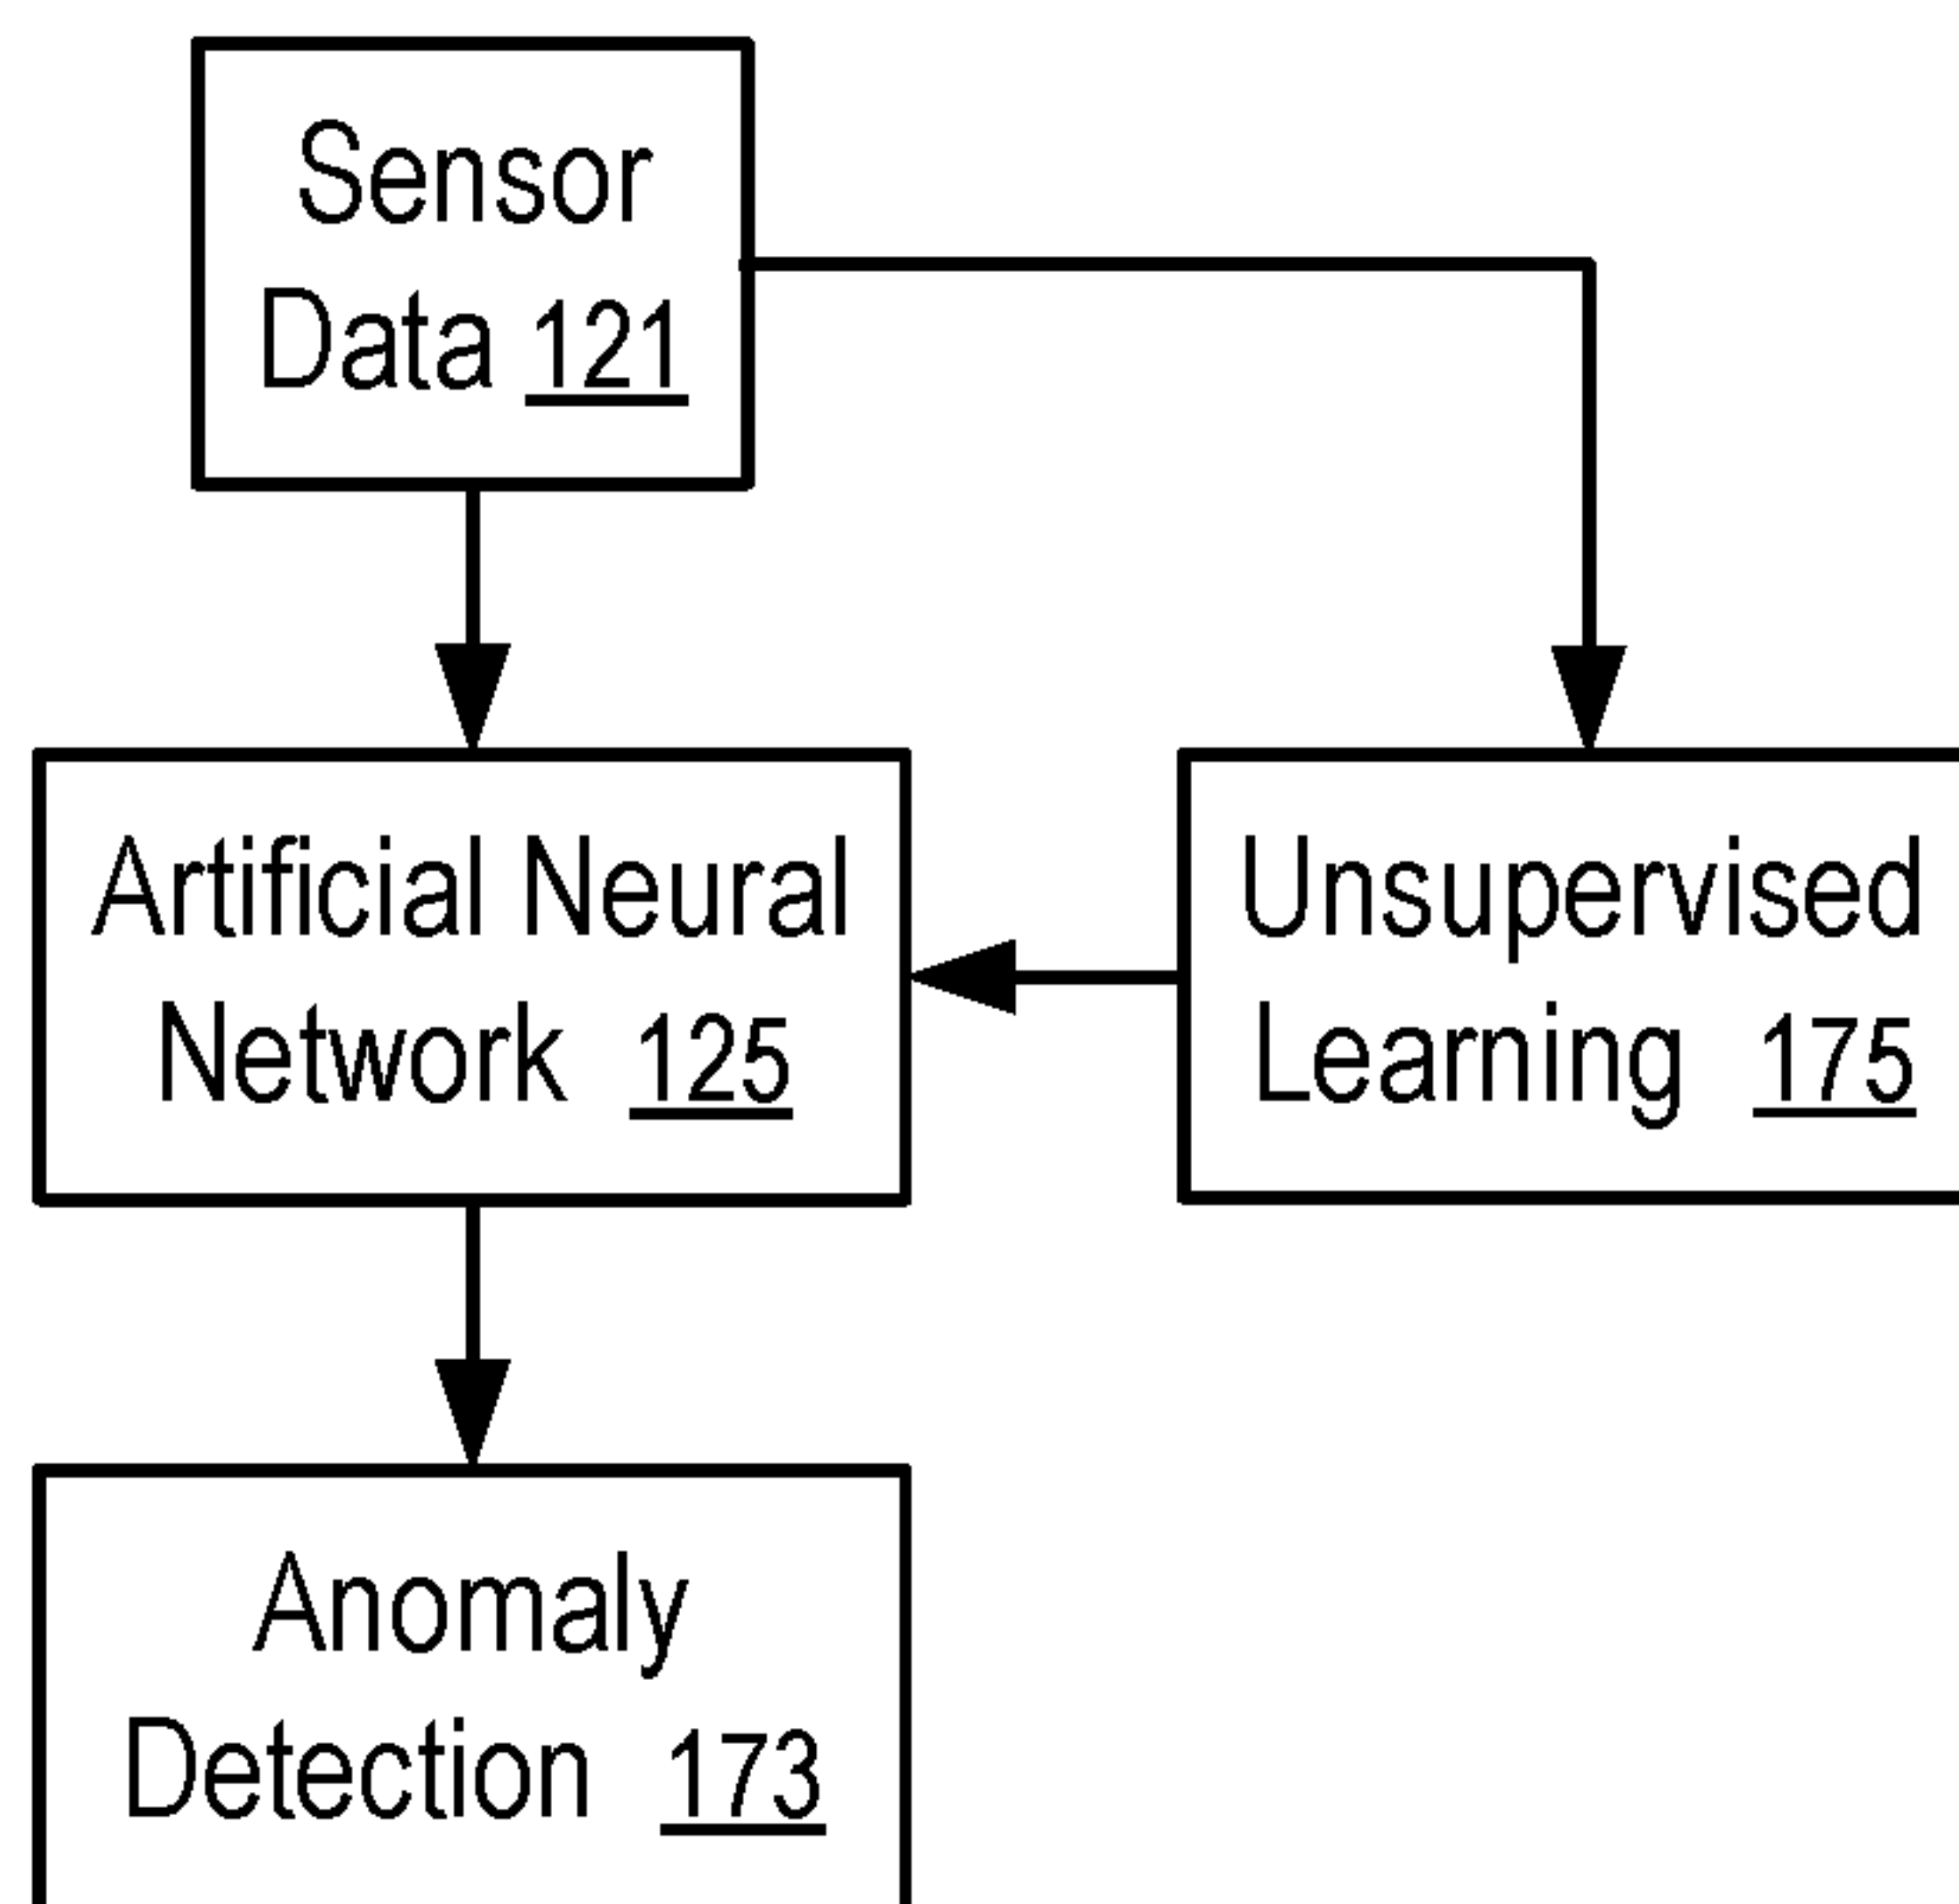 Sensor
Data 121
Artificial Neural
Network 125
Unsupervised
Learning 175
Anomaly
Detection 173